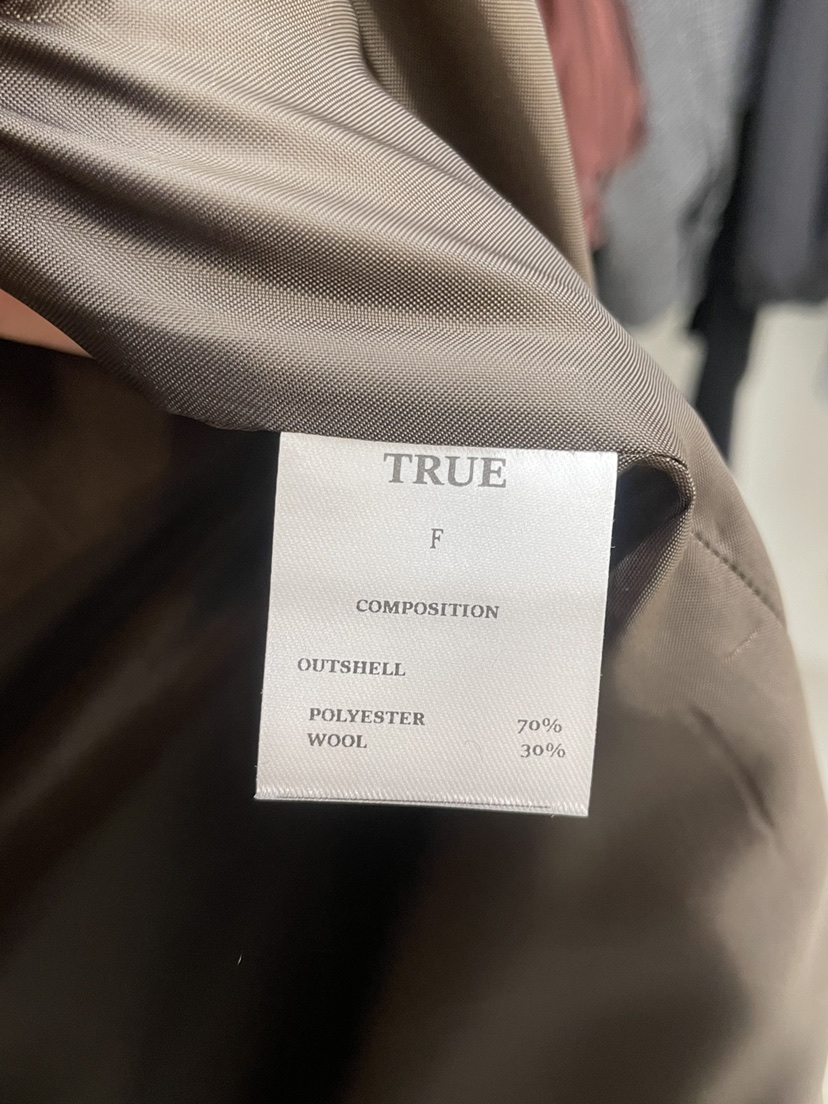 TRUE
F
COMPOSITION
OUTSHELL
POLYESTER 70%
WOOL 30%